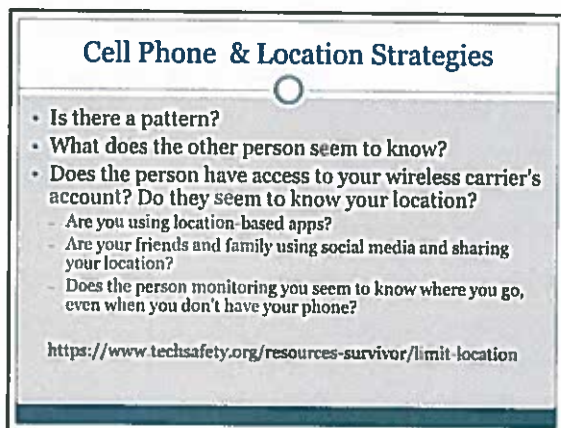 Cell Phone & Location Strategies
• Is there a pattern?
• What does the other person seem to know?
• Does the person have access to your wireless carrier's
account? Do they seem to know your location?
- Are you using location-based apps?
- Are your friends and family using social media and sharing
your location?
- Does the person monitoring you seem to know where you go,
even when you don't have your phone?
https://www.techsafety.org/resources-survivor/limit-location